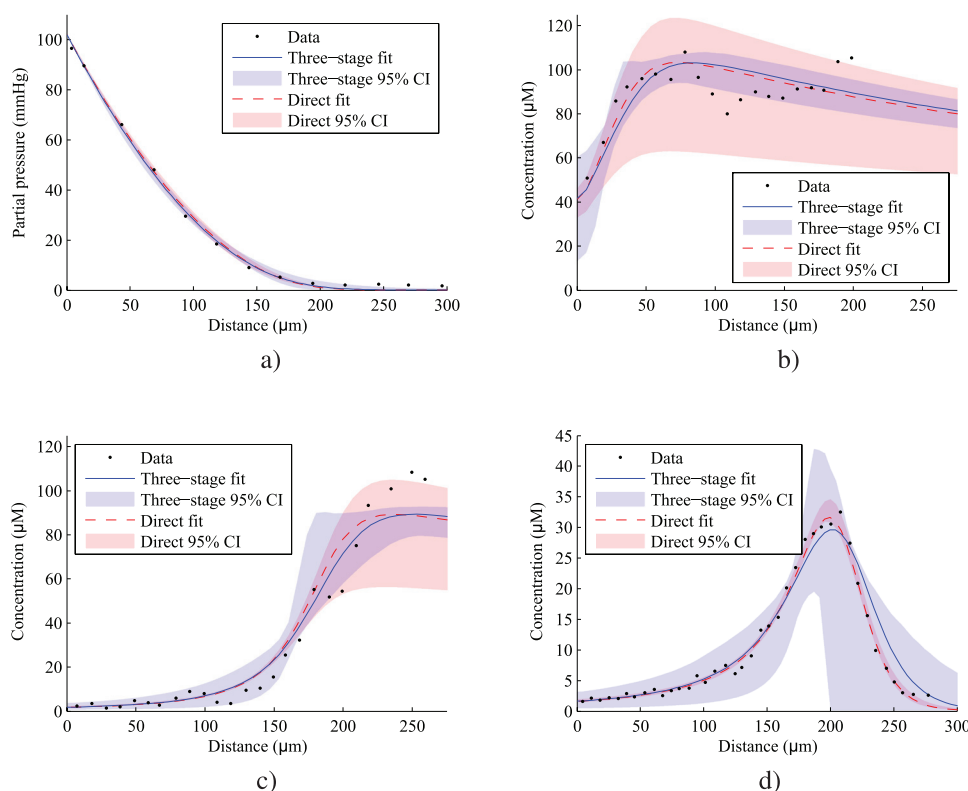 Partial pressure (mmHg)
100
80
60
40
20
0
Data
Three−stage fit
Three−stage 95% CI
Direct fit
Direct 95% CI
0 50 100 150 200 250 300
Distance (µm)
a)
Concentration (µM)
120
100
80
60
40
20
0
Data
Three−stage fit
Three−stage 95% CI
Direct fit
Direct 95% CI
0 50 100 150 200 250
Distance (µm)
b)
Concentration (µM)
120
100
80
60
40
20
0
Data
Three−stage fit
Three−stage 95% CI
Direct fit
Direct 95% CI
0 50 100 150 200 250
Distance (µm)
c)
Concentration (µM)
45
40
35
30
25
20
15
10
5
0
Data
Three−stage fit
Three−stage 95% CI
Direct fit
Direct 95% CI
0 50 100 150 200 250 300
Distance (µm)
d)